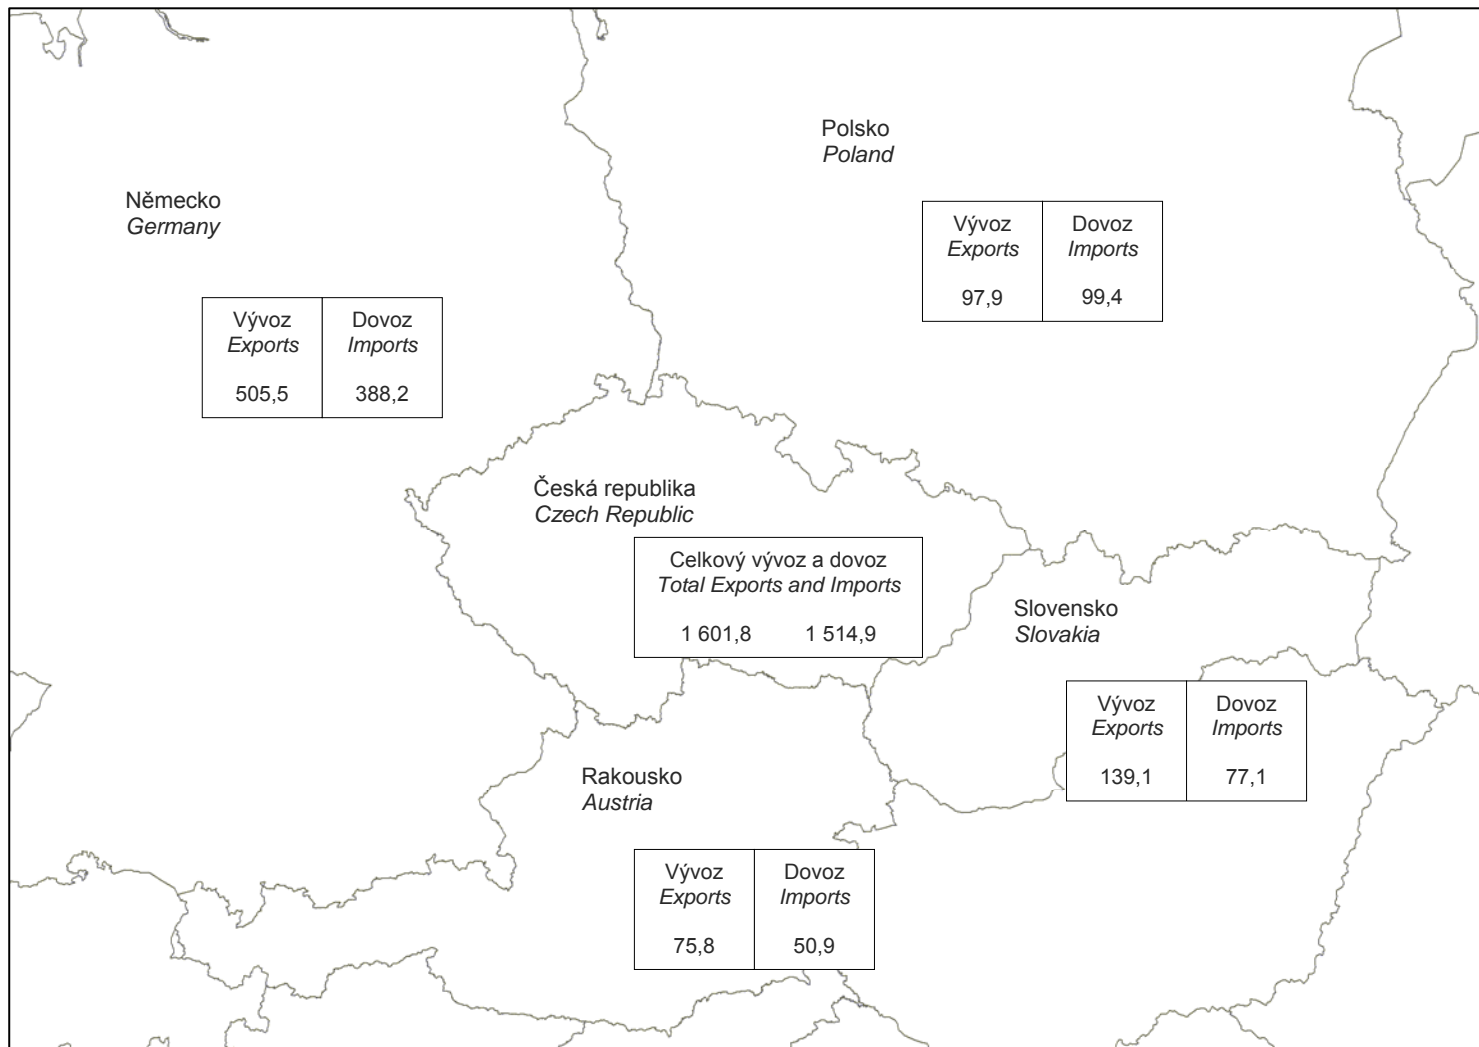 Polsko
Poland
Německo
Germany
Vývoz
Exports
97,9
Dovoz
Imports
99,4
Vývoz
Exports
505,5
Dovoz
Imports
388,2
Česká republika
Czech Republic
Celkový vývoz a dovoz
Total Exports and Imports
1 601,8 1 514,9
Slovensko
Slovakia
Vývoz
Exports
139,1
Dovoz
Imports
77,1
Rakousko
Austria
Vývoz
Exports
75,8
Dovoz
Imports
50,9